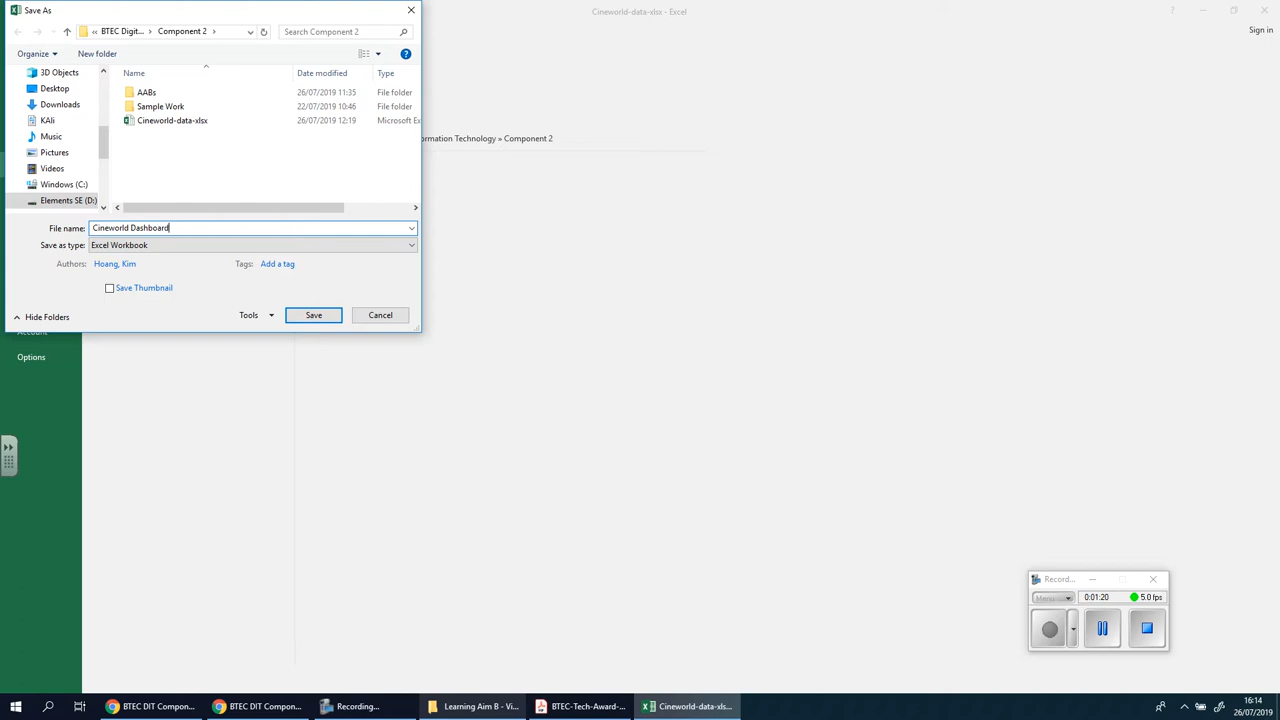 Save As
Cineworld-data-xlsx - Excel
?
Sign in
« BTEC Digit... > Component 2 >
Search Component 2
Organize
New folder
?
Name
Date modified
Type
3D Objects
Desktop
Downloads
KAli
Music
Pictures
Videos
Windows (C:)
Elements SE (D:)
AABs 26/07/2019 11:35 File folder
Sample Work 22/07/2019 10:46 File folder
Cineworld-data-xlsx 26/07/2019 12:19 Microsoft Ex
ormation Technology » Component 2
File name: Cineworld Dashboard
Save as type: Excel Workbook
Authors: Hoang, Kim
Tags: Add a tag
Save Thumbnail
Hide Folders
Tools
Save
Cancel
Account
Options
Record...
Menu
0:01:20
5.0 fps
BTEC DIT Compon...
BTEC DIT Compon...
Recording...
Learning Aim B - Vi...
BTEC-Tech-Award-...
Cineworld-data-xls...
16:14
26/07/2019